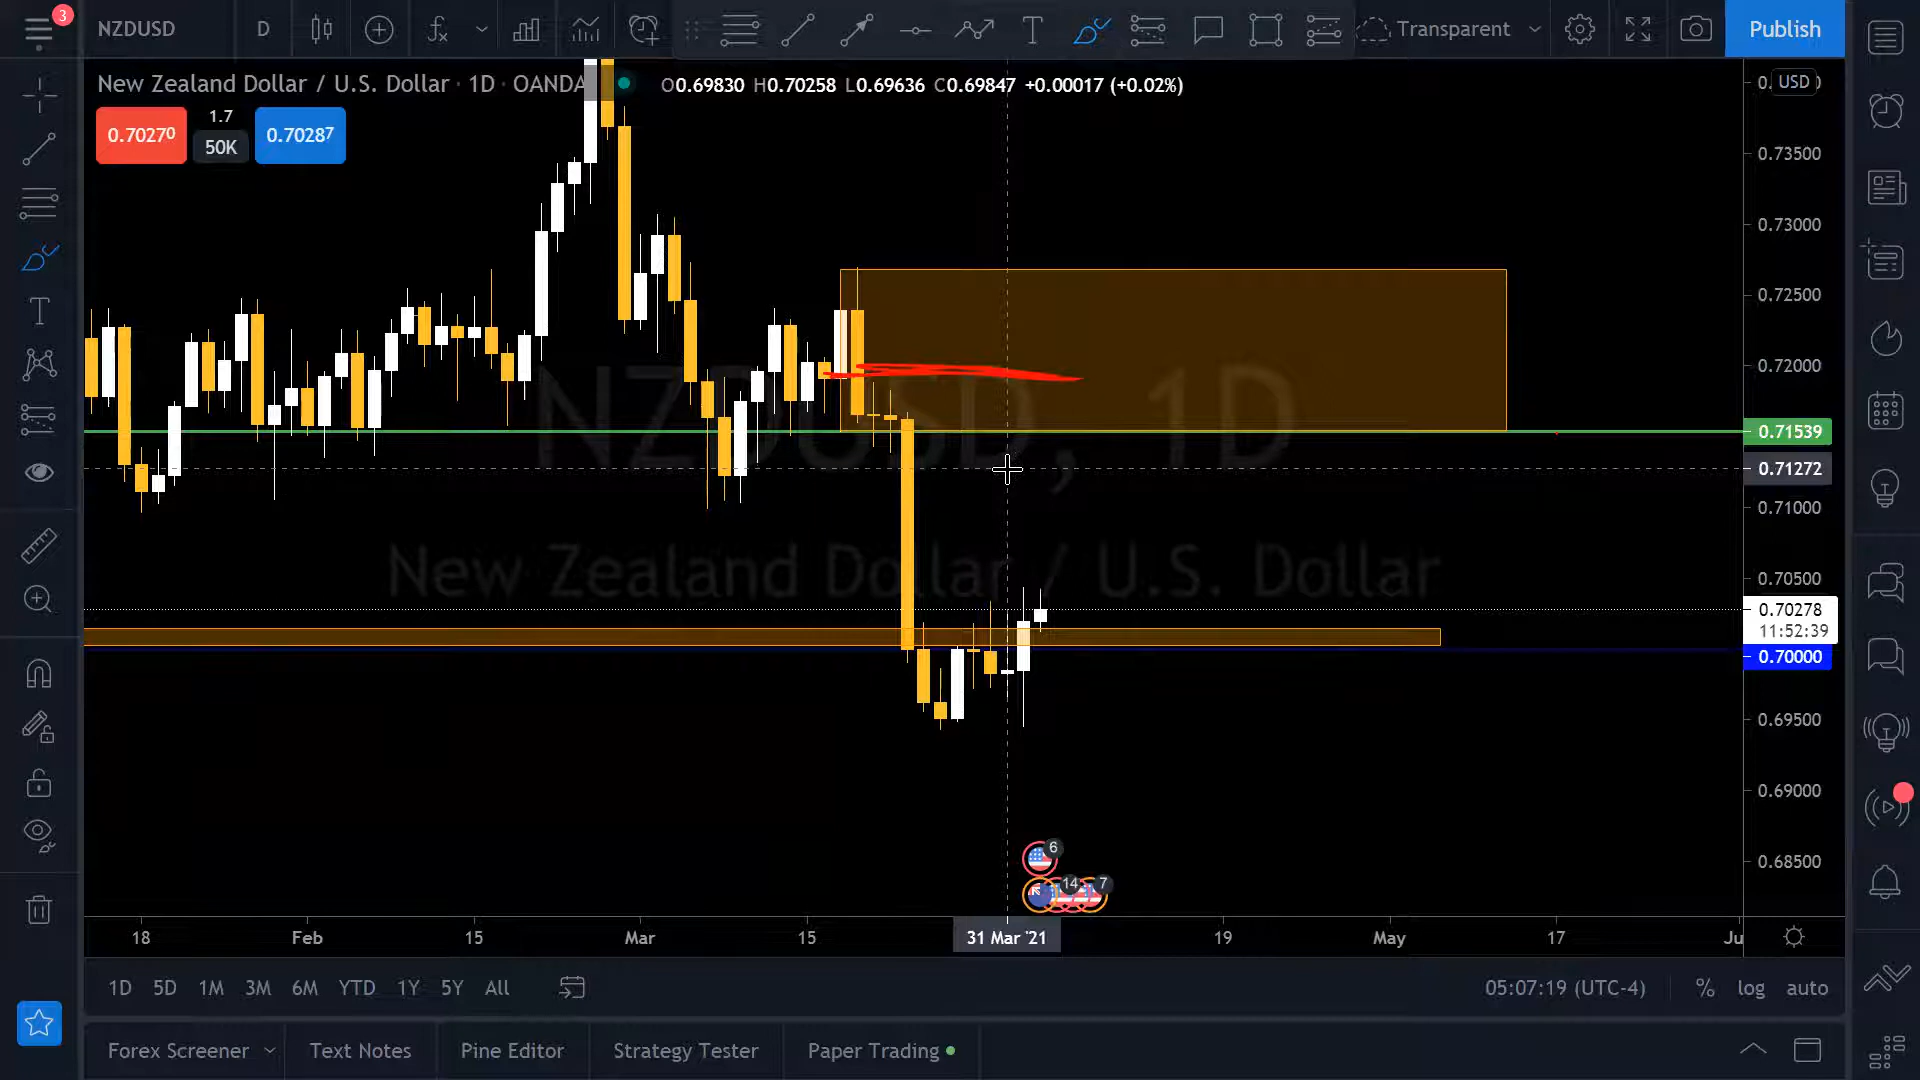 3
NZDUSD D Transparent Publish
New Zealand Dollar / U.S. Dollar · 1D · OANDA O0.69830 H0.70258 L0.69636 C0.69847 +0.00017 (+0.02%)
USD
0.70270 1.7 50K 0.70287
0.73500
0.73000
0.72500
0.72000
NZDUSD, 1D
0.71539
0.71272
0.71000
New Zealand Dollar / U.S. Dollar
0.70500
0.70278
11:52:39
0.70000
0.69500
0.69000
0.68500
6
14 7
18 Feb 15 Mar 15 31 Mar '21 19 May 17 Ju
1D 5D 1M 3M 6M YTD 1Y 5Y All 05:07:19 (UTC-4) % log auto
Forex Screener Text Notes Pine Editor Strategy Tester Paper Trading